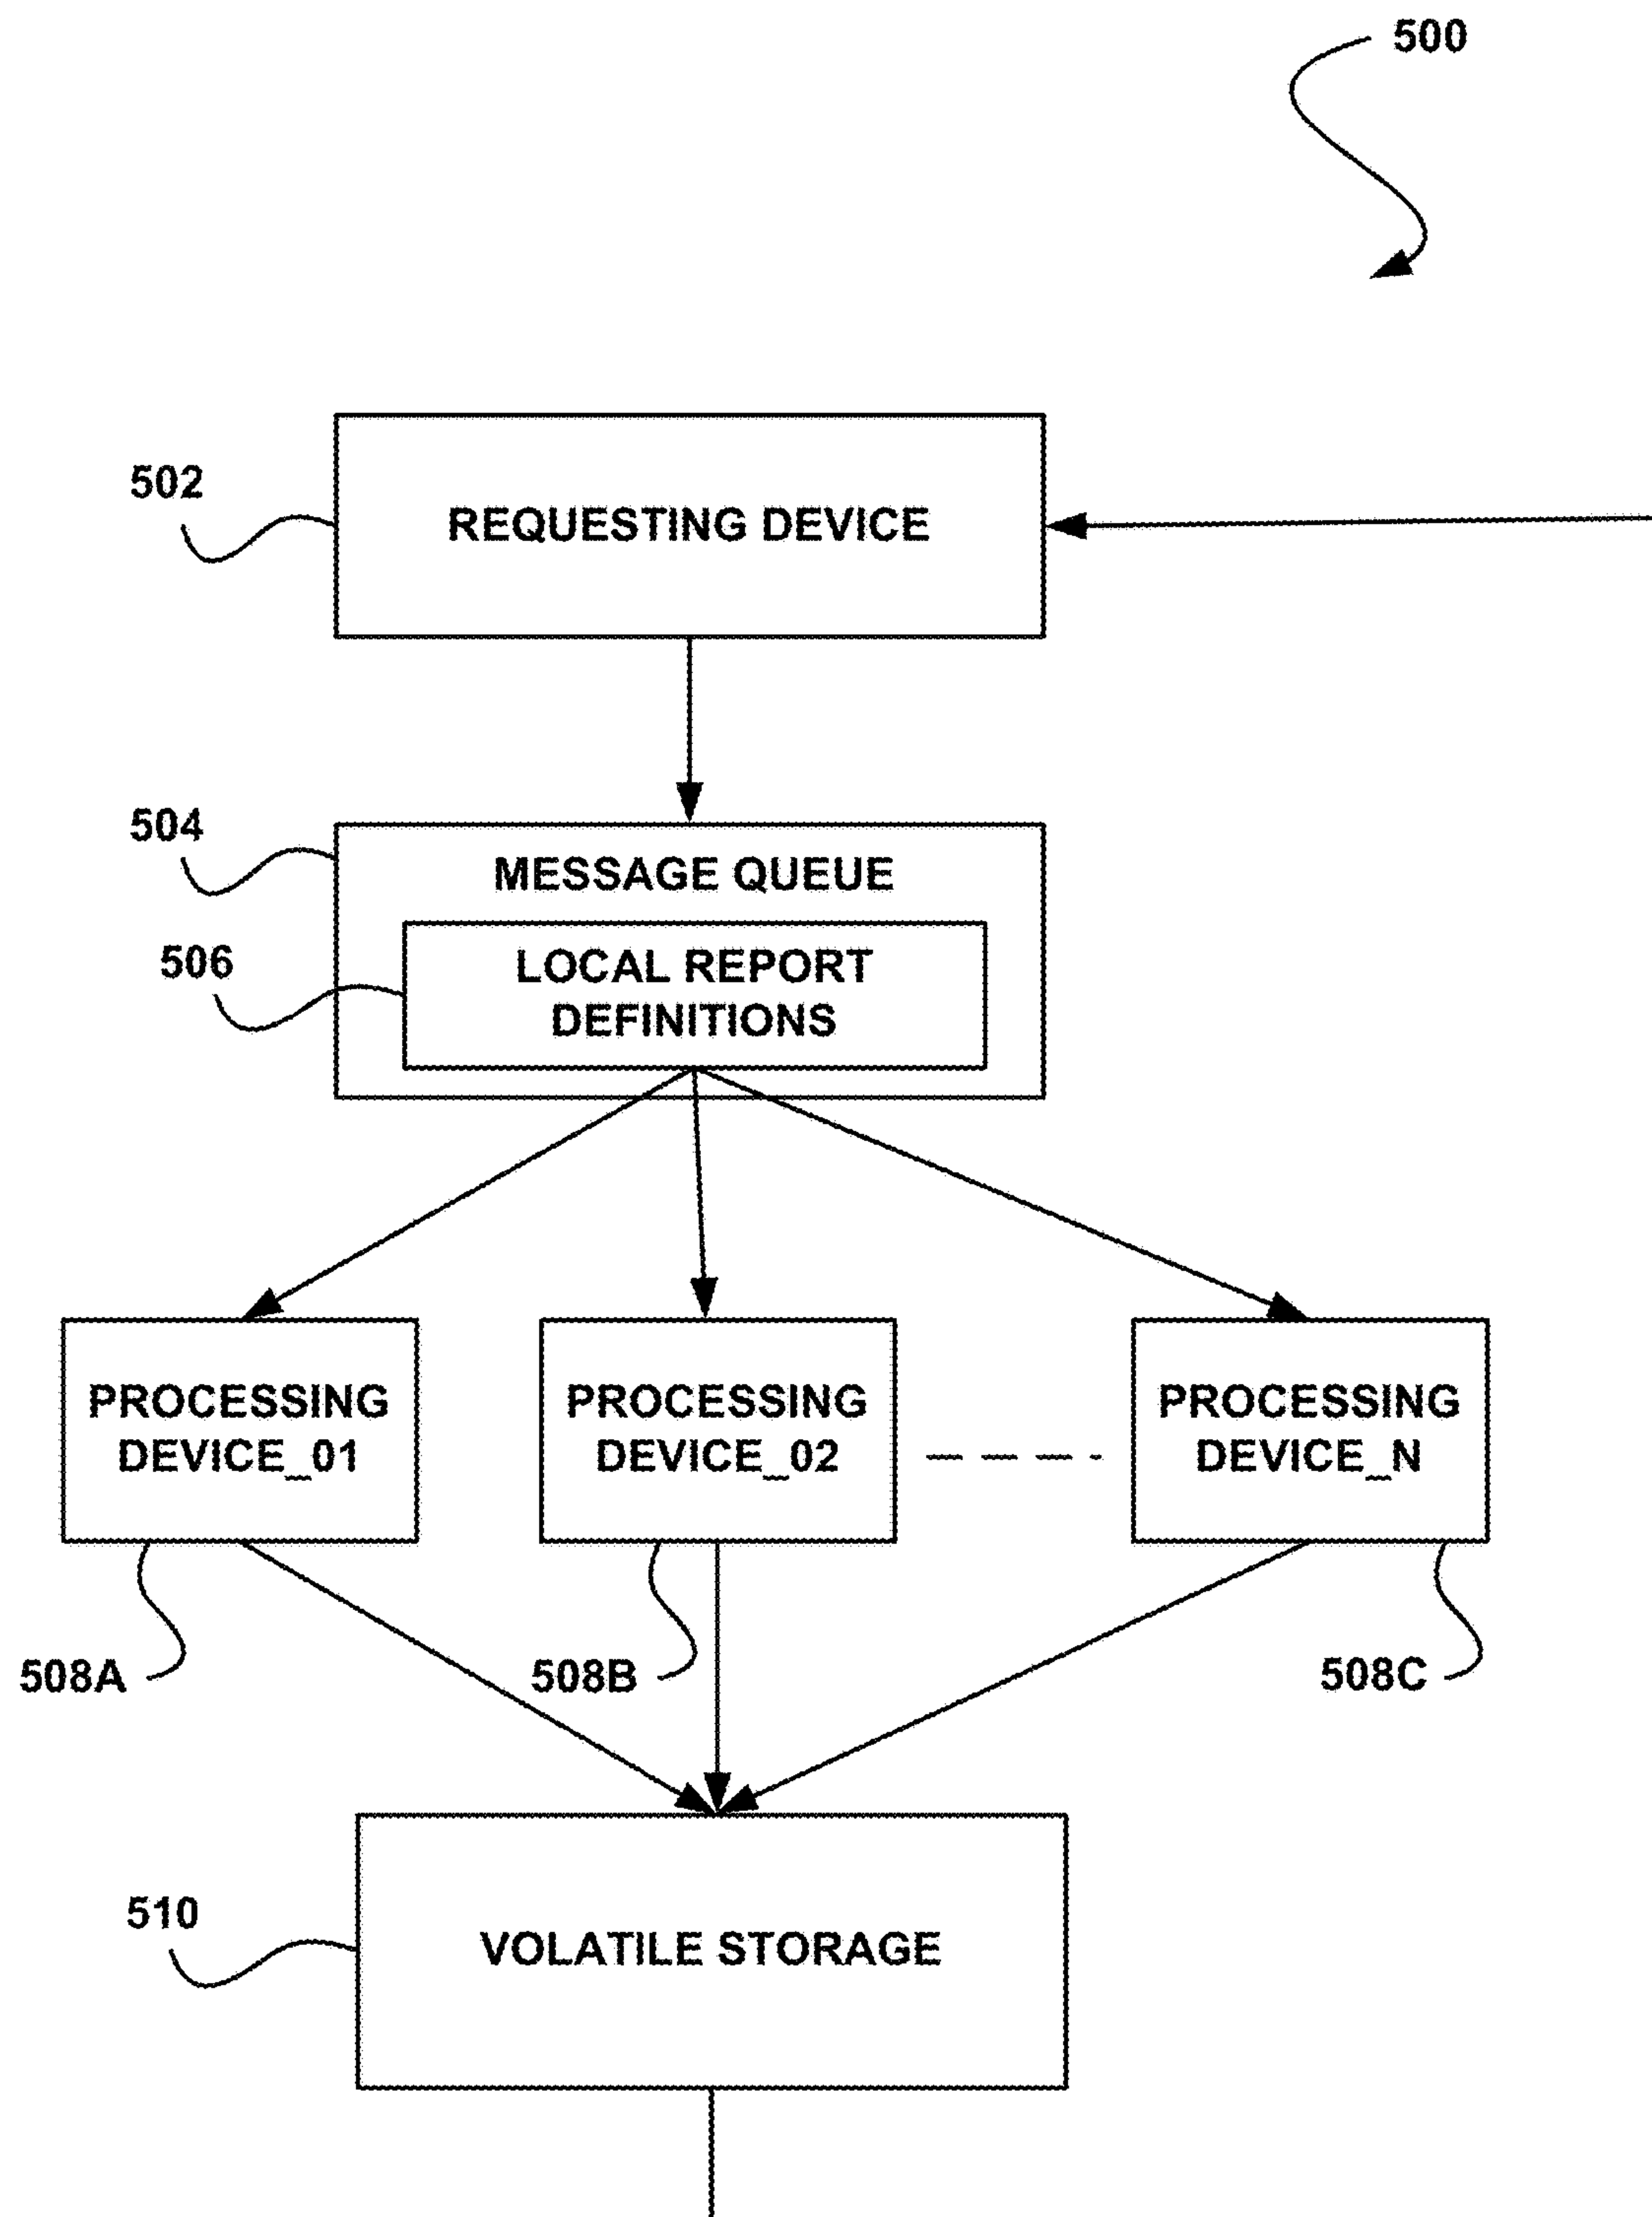 500
502
REQUESTING DEVICE
504
MESSAGE QUEUE
506
LOCAL REPORT
DEFINITIONS
PROCESSING
DEVICE_01
PROCESSING
DEVICE_02
PROCESSING
DEVICE_N
508A
508B
508C
510
VOLATILE STORAGE